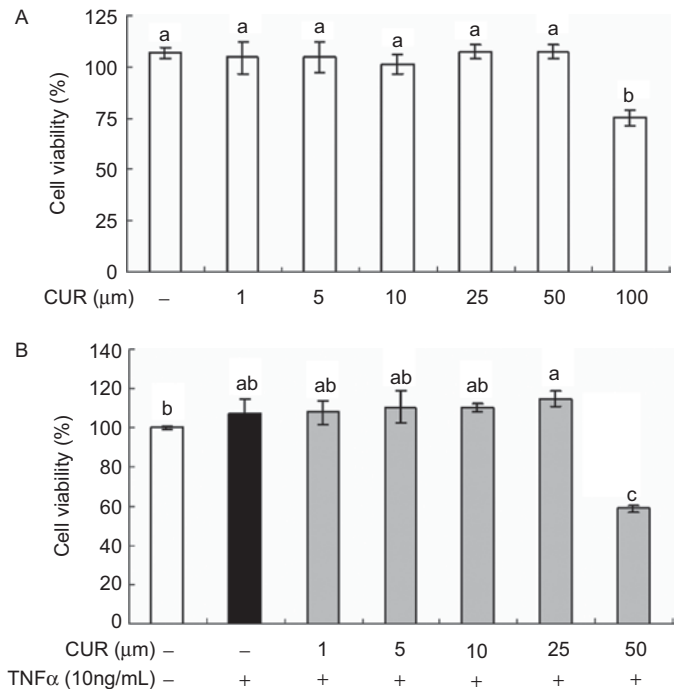 A
125
a a a a a a
100
b
75
50
25
0
Cell viability (%)
CUR (μm) – 1 5 10 25 50 100
B
140
120
a
ab ab ab ab
b
100
80
60
c
40
20
0
Cell viability (%)
CUR (μm) – – 1 5 10 25 50
TNFα (10ng/mL) – + + + + + +